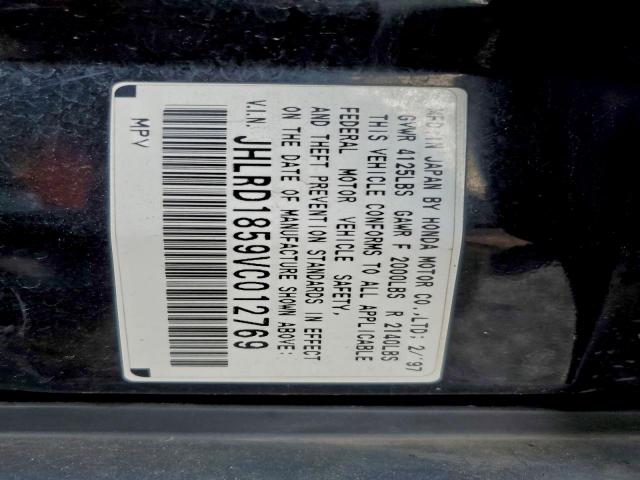 MFD IN JAPAN BY HONDA MOTOR CO.,LTD; 2/'97
GVWR 4125LBS GAWR F 2000LBS R 2140LBS
THIS VEHICLE CONFORMS TO ALL APPLICABLE
FEDERAL MOTOR VEHICLE SAFETY,
AND THEFT PREVENTION STANDARDS IN EFFECT
ON THE DATE OF MANUFACTURE SHOWN ABOVE:
V.I.N JHLRD1859VC012769
MPV